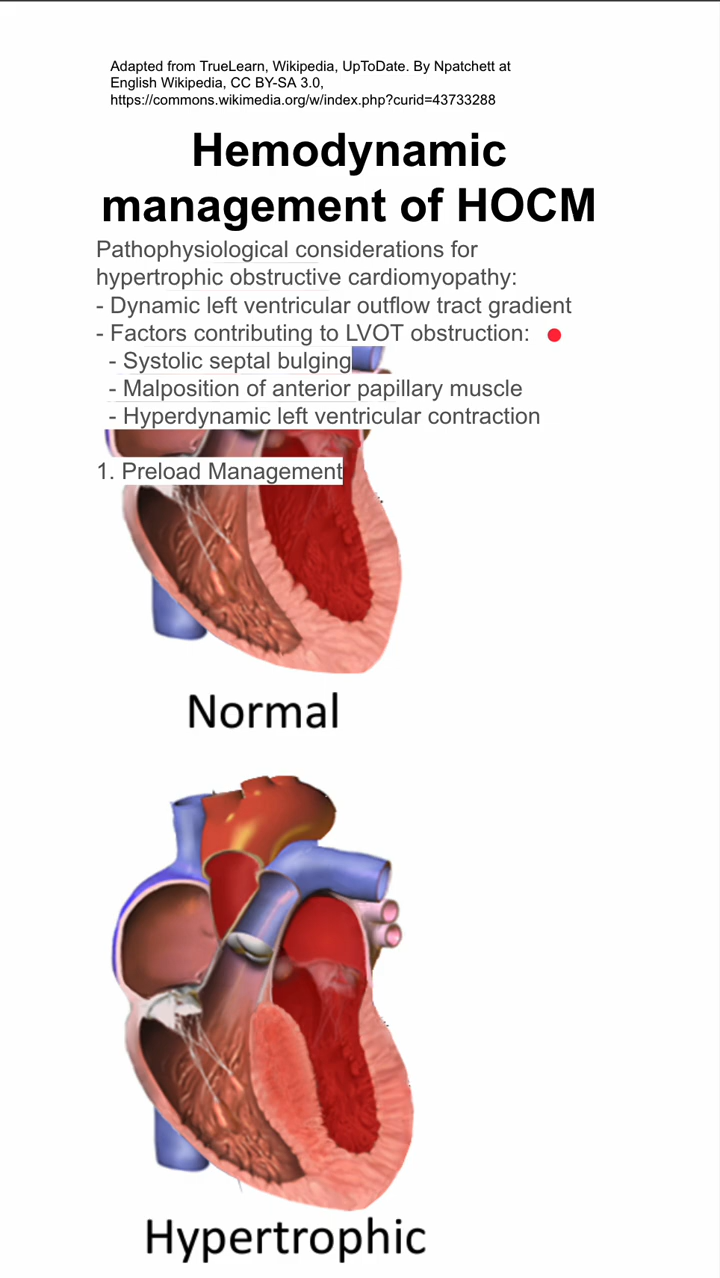 Adapted from TrueLearn, Wikipedia, UpToDate. By Npatchett at
English Wikipedia, CC BY-SA 3.0,
https://commons.wikimedia.org/w/index.php?curid=43733288
Hemodynamic
management of HOCM
Pathophysiological considerations for
hypertrophic obstructive cardiomyopathy:
- Dynamic left ventricular outflow tract gradient
- Factors contributing to LVOT obstruction:
- Systolic septal bulging
- Malposition of anterior papillary muscle
- Hyperdynamic left ventricular contraction
1. Preload Management
Normal
Hypertrophic